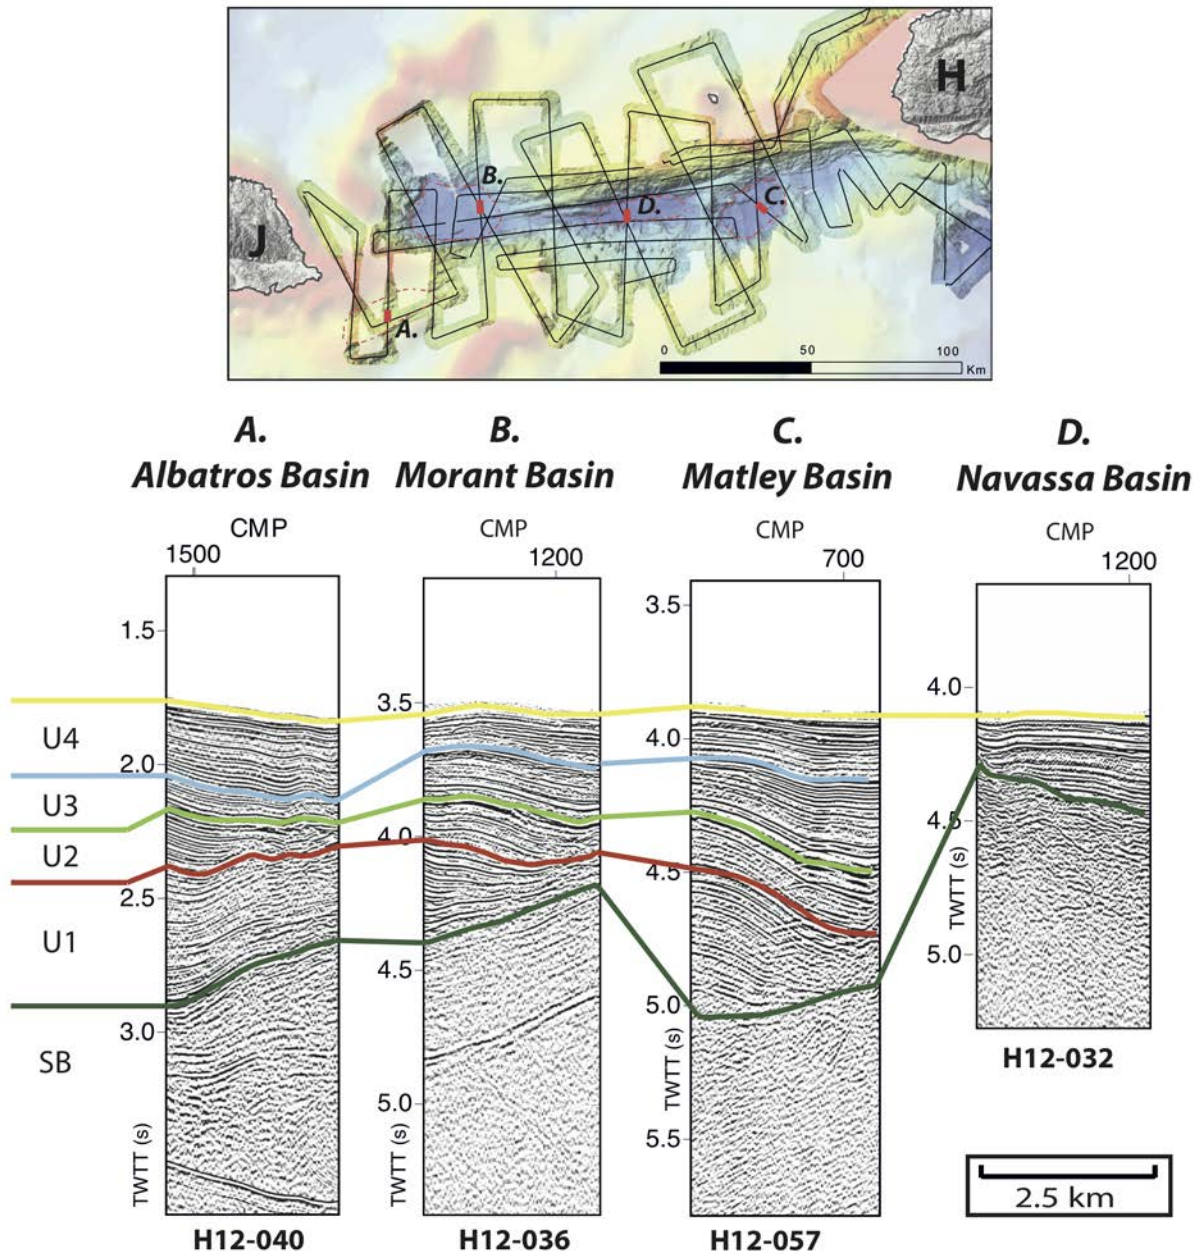 H
J
B.
D.
C.
A.
0 50 100
Km
A. B. C. D.
Albatros Basin Morant Basin Matley Basin Navassa Basin
CMP CMP CMP CMP
1500 1200 700 1200
3.5
1.5
4.0
3.5
U4
4.0
2.0
U3
4.0 4.5
U2
4.5
2.5
U1
5.0
4.5
5.0
3.0
SB
5.0
5.5
TWTT (s) TWTT (s) TWTT (s) TWTT (s)
H12-032
2.5 km
H12-040 H12-036 H12-057